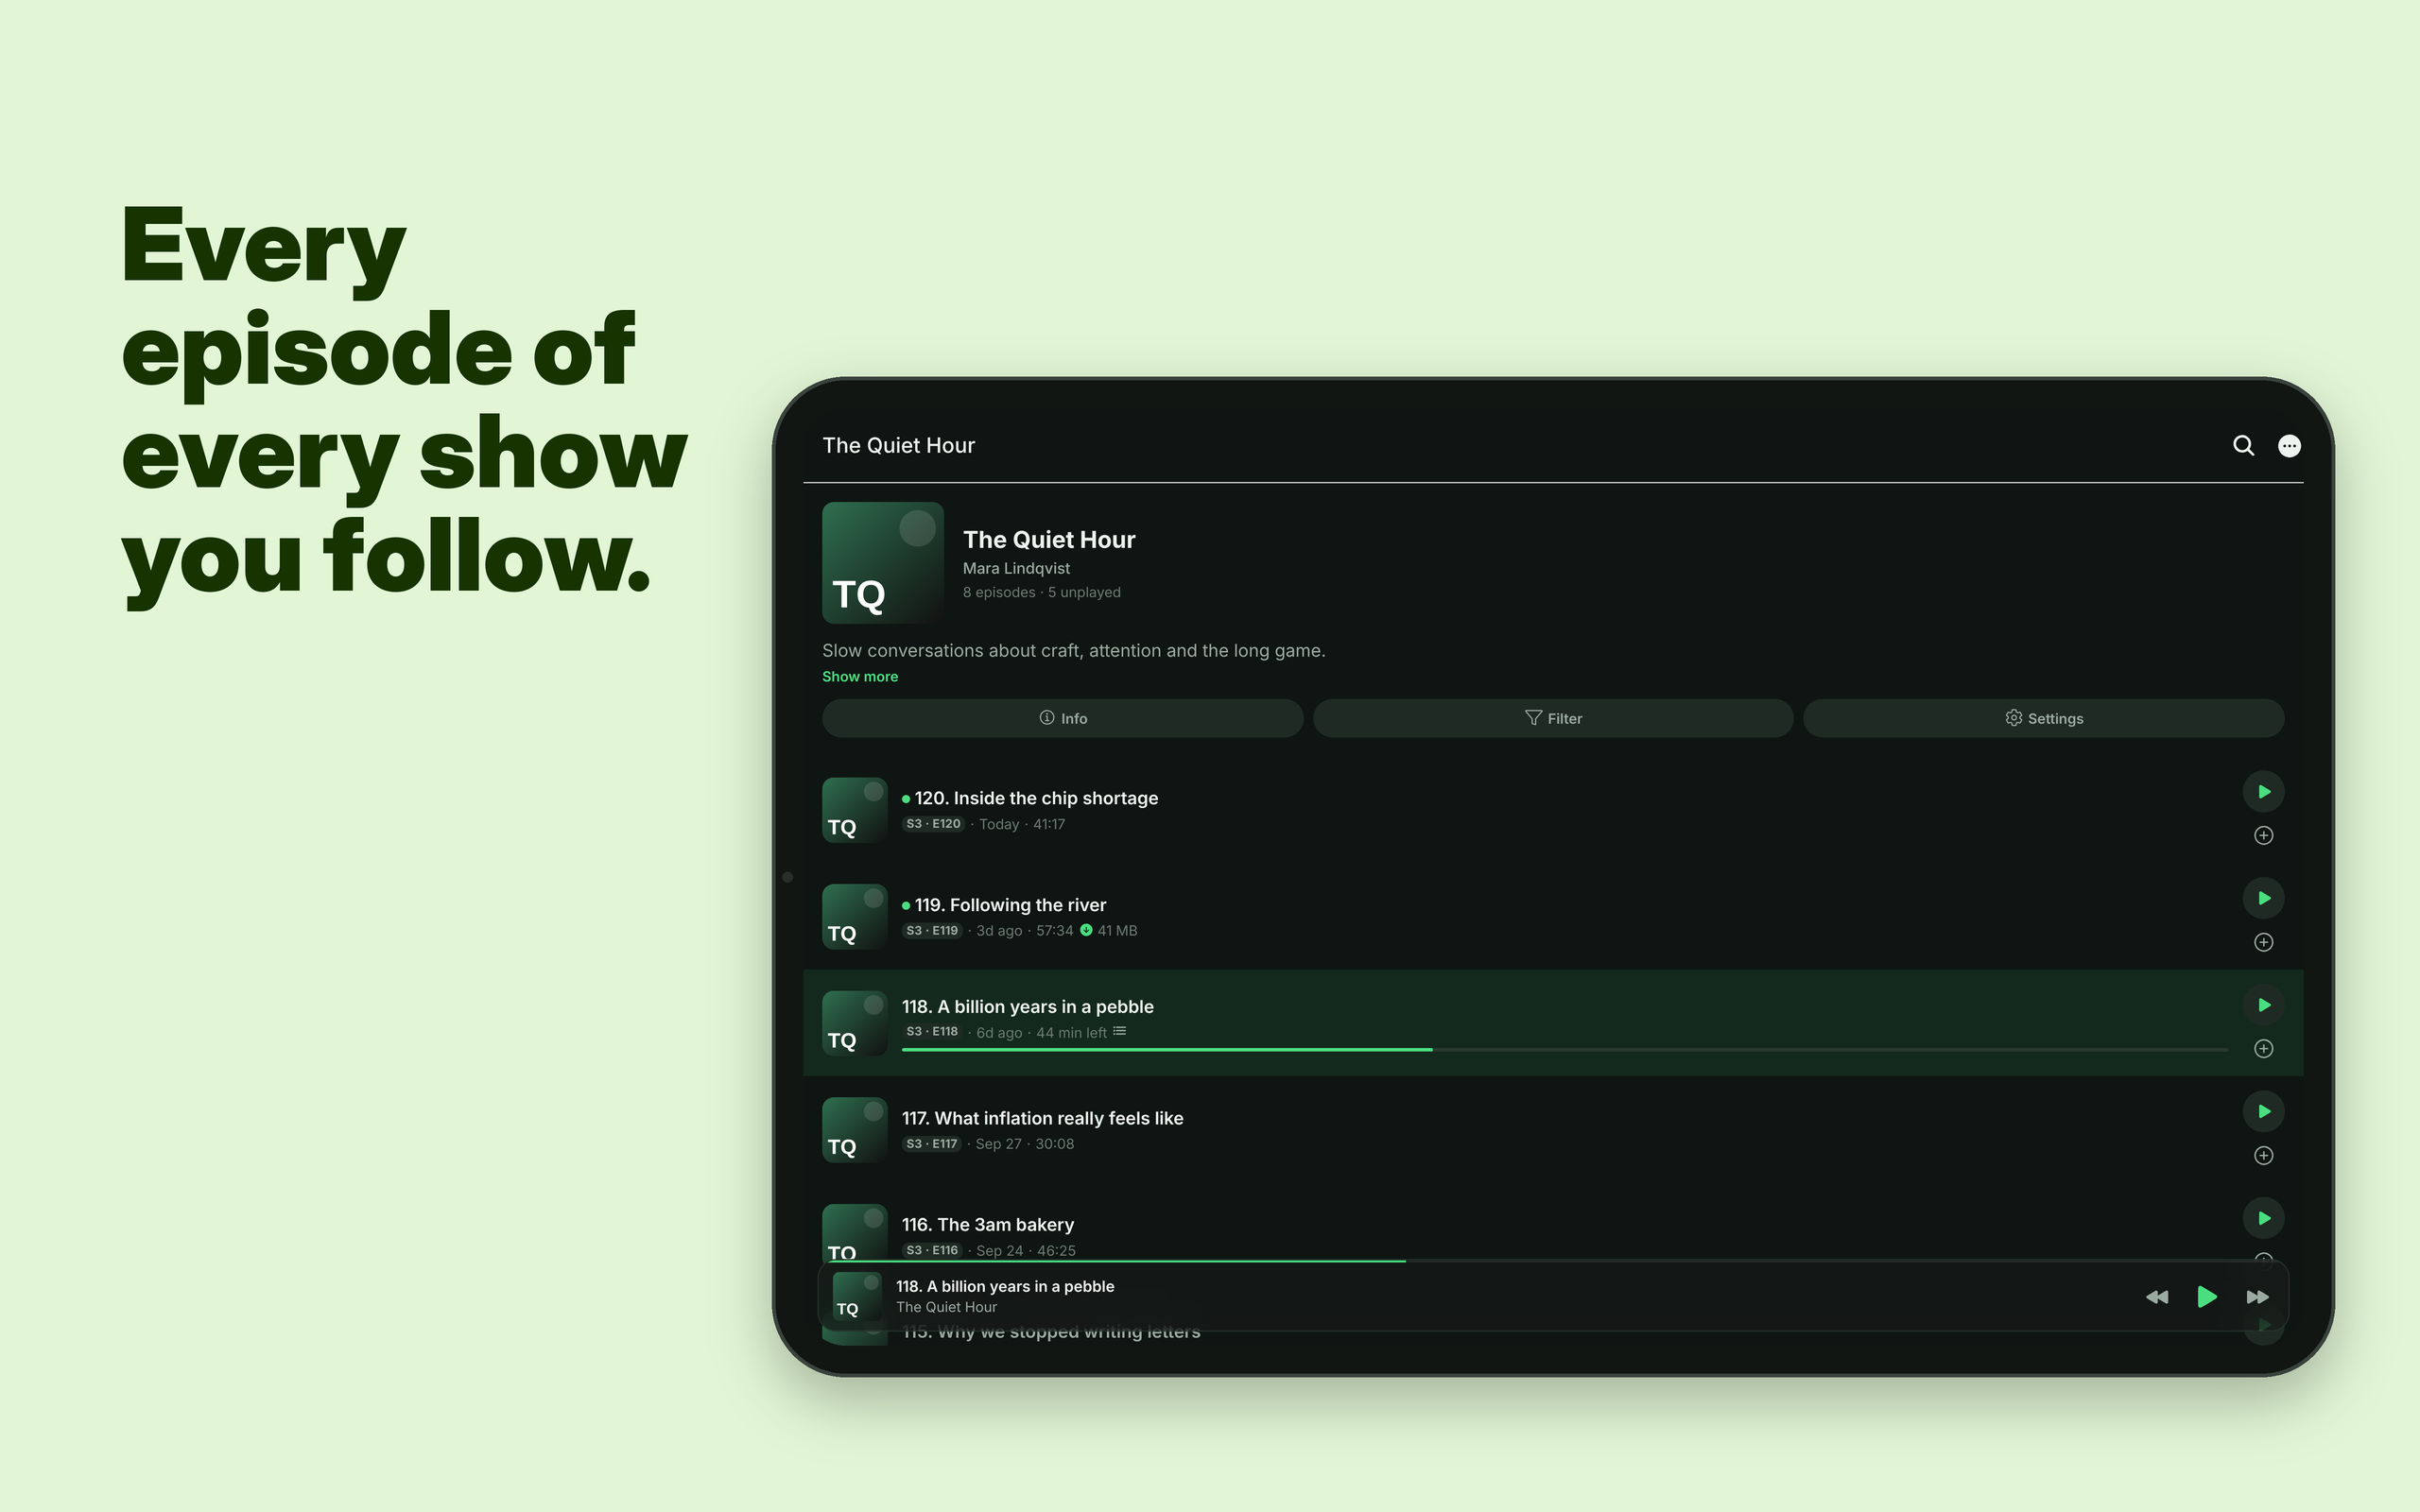 Every
episode of
every show
you follow.
The Quiet Hour
TQ
The Quiet Hour
Mara Lindqvist
8 episodes · 5 unplayed
Slow conversations about craft, attention and the long game.
Show more
Info
Filter
Settings
TQ
120. Inside the chip shortage
S3 · E120 · Today · 41:17
TQ
119. Following the river
S3 · E119 · 3d ago · 57:34 41 MB
TQ
118. A billion years in a pebble
S3 · E118 · 6d ago · 44 min left
TQ
117. What inflation really feels like
S3 · E117 · Sep 27 · 30:08
TQ
116. The 3am bakery
S3 · E116 · Sep 24 · 46:25
TQ
118. A billion years in a pebble
The Quiet Hour
115. Why we stopped writing letters